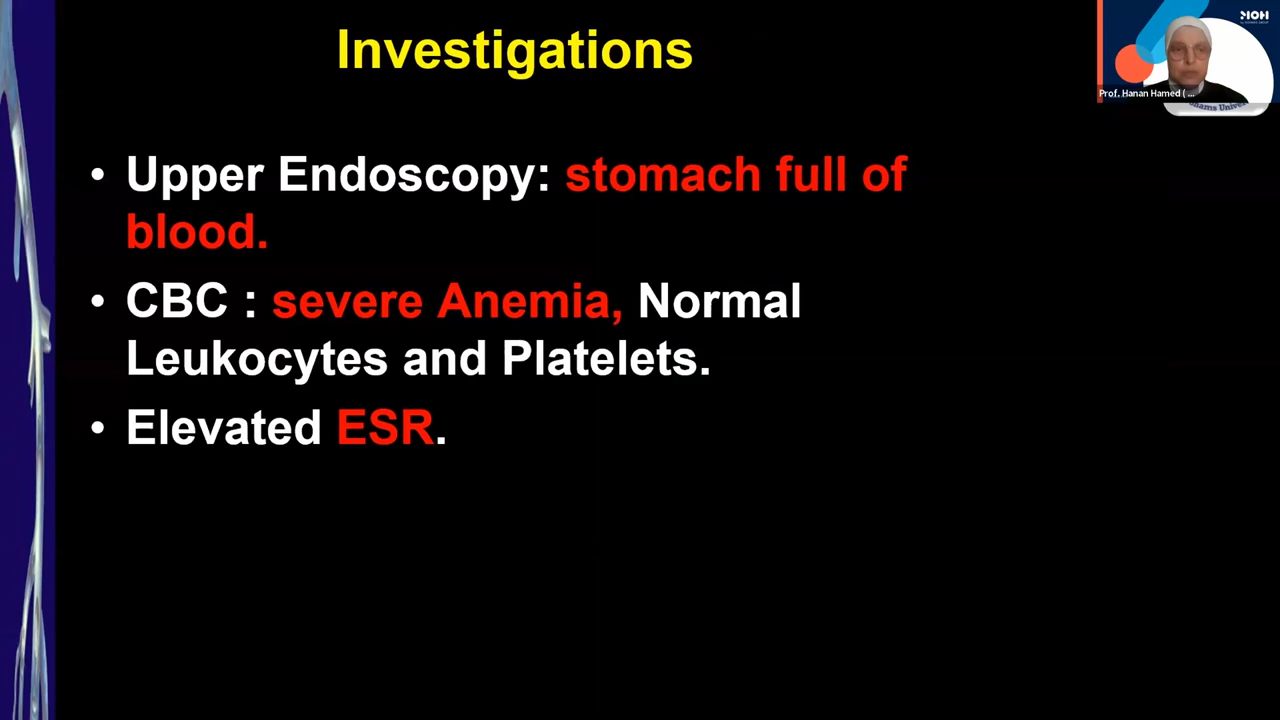 Investigations
• Upper Endoscopy: stomach full of
blood.
• CBC : severe Anemia, Normal
Leukocytes and Platelets.
• Elevated ESR.
Prof. Hanan Hamed ( ...